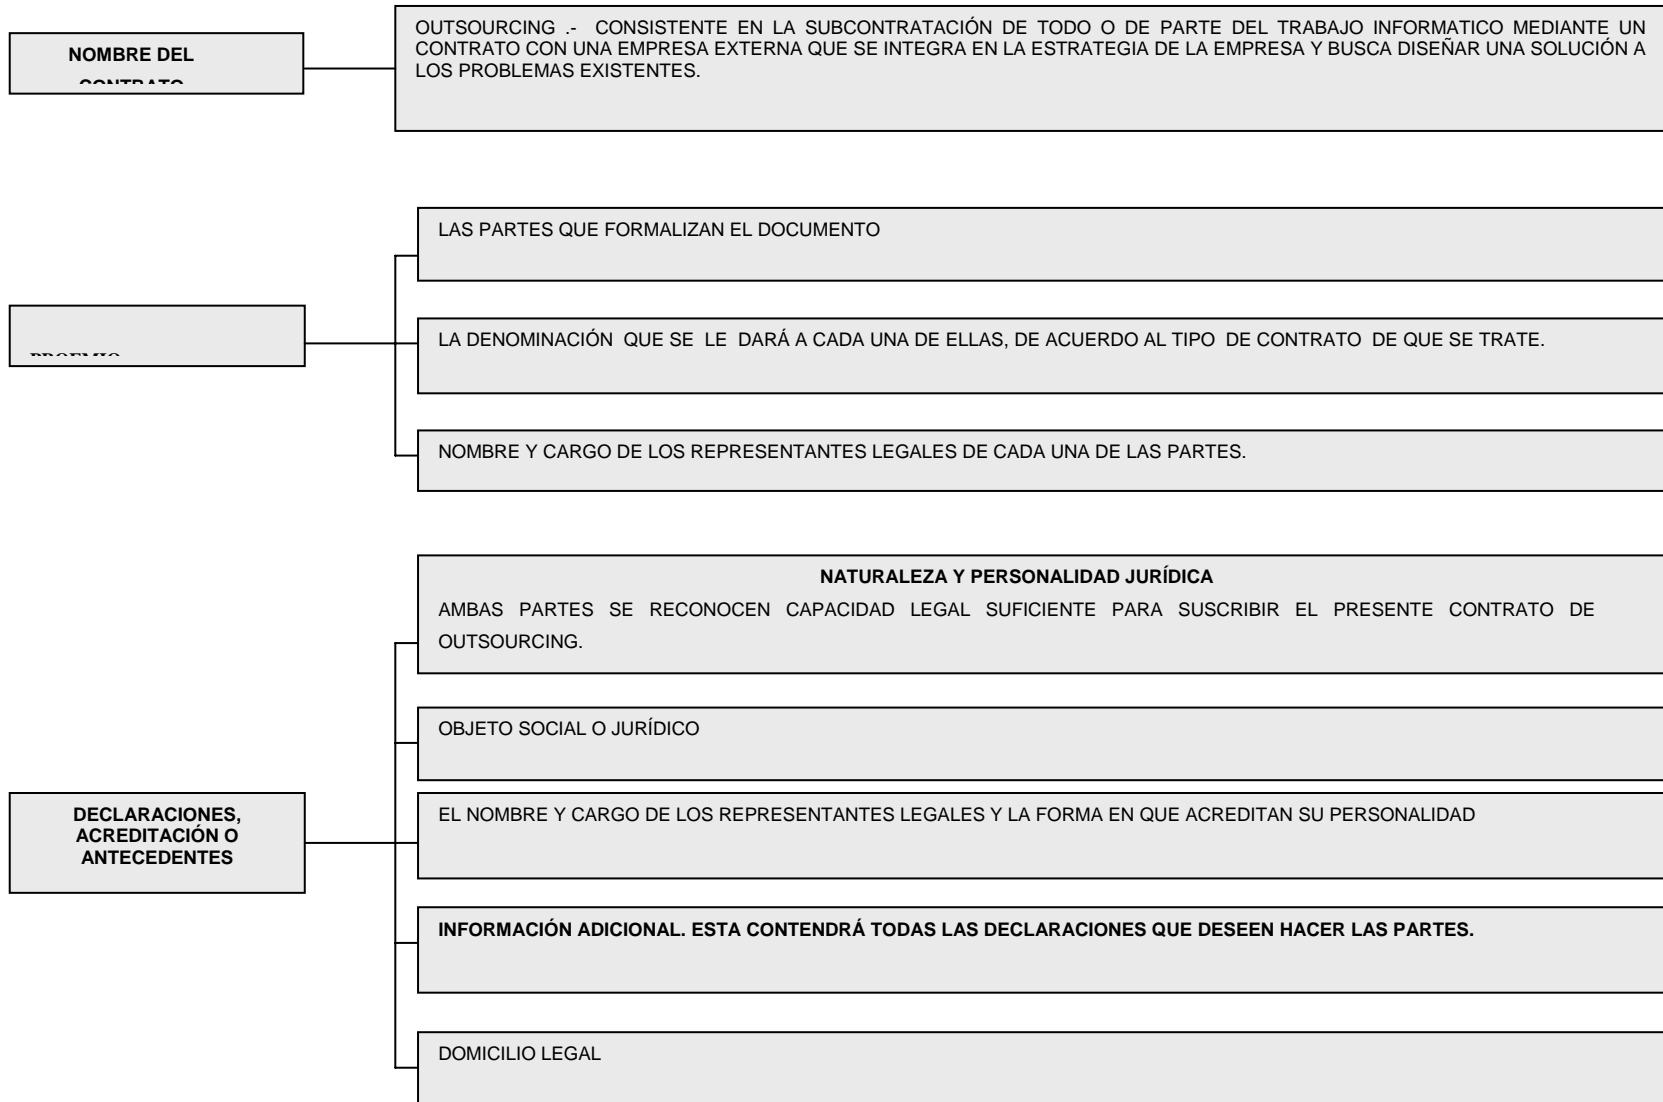 NOMBRE DEL
OUTSOURCING .- CONSISTENTE EN LA SUBCONTRATACIÓN DE TODO O DE PARTE DEL TRABAJO INFORMATICO MEDIANTE UN
CONTRATO CON UNA EMPRESA EXTERNA QUE SE INTEGRA EN LA ESTRATEGIA DE LA EMPRESA Y BUSCA DISEÑAR UNA SOLUCIÓN A
LOS PROBLEMAS EXISTENTES.
LAS PARTES QUE FORMALIZAN EL DOCUMENTO
LA DENOMINACIÓN QUE SE LE DARÁ A CADA UNA DE ELLAS, DE ACUERDO AL TIPO DE CONTRATO DE QUE SE TRATE.
NOMBRE Y CARGO DE LOS REPRESENTANTES LEGALES DE CADA UNA DE LAS PARTES.
DECLARACIONES,
ACREDITACIÓN O
ANTECEDENTES
NATURALEZA Y PERSONALIDAD JURÍDICA
AMBAS PARTES SE RECONOCEN CAPACIDAD LEGAL SUFICIENTE PARA SUSCRIBIR EL PRESENTE CONTRATO DE
OUTSOURCING.
OBJETO SOCIAL O JURÍDICO
EL NOMBRE Y CARGO DE LOS REPRESENTANTES LEGALES Y LA FORMA EN QUE ACREDITAN SU PERSONALIDAD
INFORMACIÓN ADICIONAL. ESTA CONTENDRÁ TODAS LAS DECLARACIONES QUE DESEEN HACER LAS PARTES.
DOMICILIO LEGAL